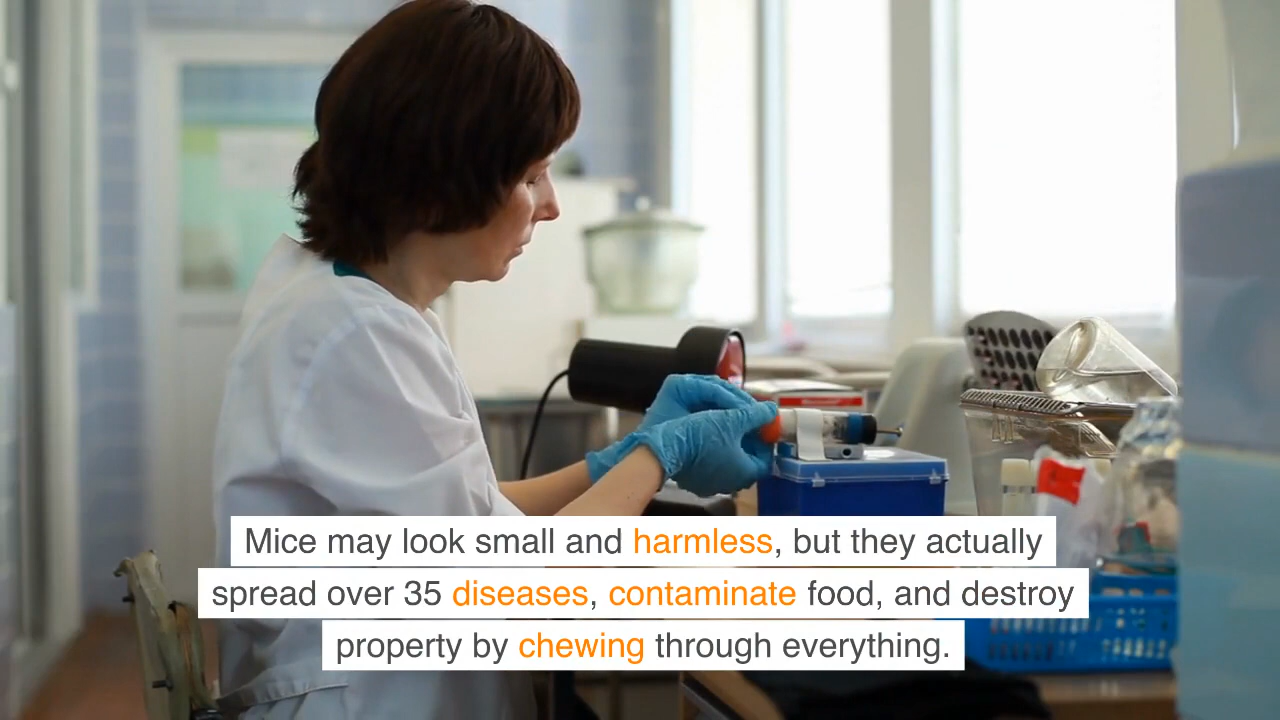 Mice may look small and harmless, but they actually
spread over 35 diseases, contaminate food, and destroy
property by chewing through everything.